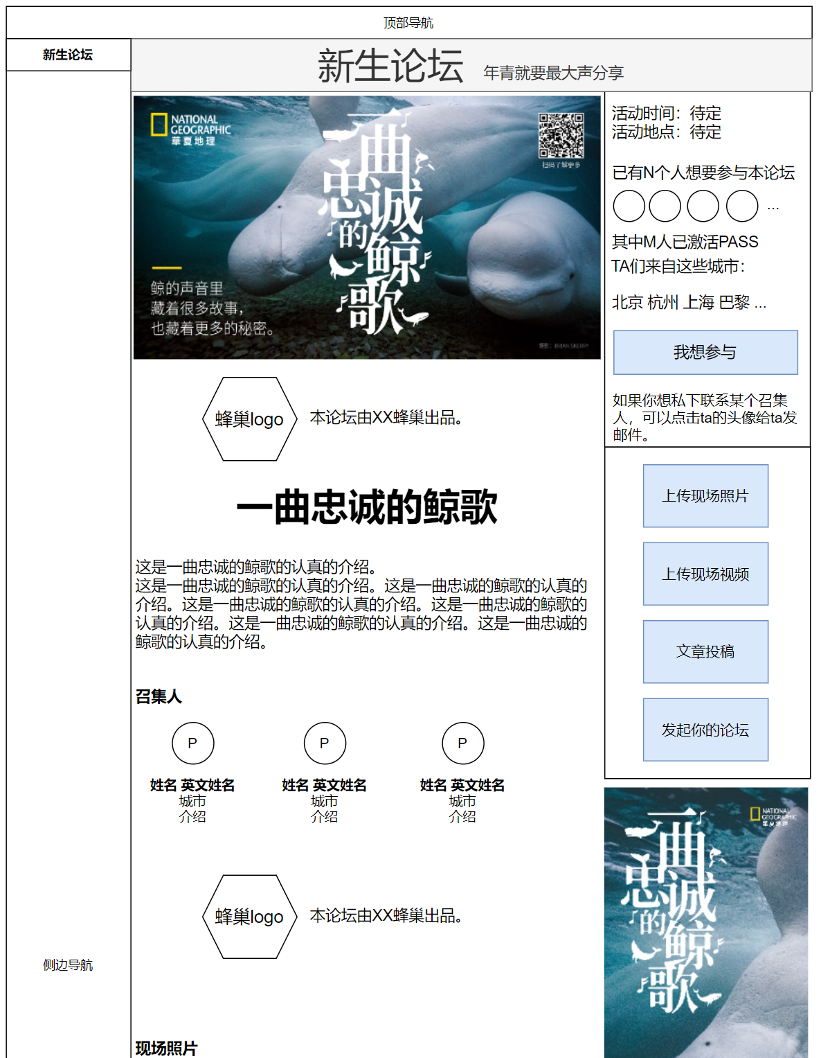 顶部导航
新生论坛
新生论坛 年青就要最大声分享
NATIONAL
GEOGRAPHIC
華夏地理
一曲忠诚的鲸歌
扫码了解更多
鲸的声音里
藏着很多故事，
也藏着更多的秘密。
活动时间：待定
活动地点：待定
已有N个人想要参与本论坛
...
其中M人已激活PASS
TA们来自这些城市：
北京 杭州 上海 巴黎 ...
我想参与
如果你想私下联系某个召集
人，可以点击ta的头像给ta发
邮件。
蜂巢logo
本论坛由XX蜂巢出品。
一曲忠诚的鲸歌
这是一曲忠诚的鲸歌的认真的介绍。
这是一曲忠诚的鲸歌的认真的介绍。这是一曲忠诚的鲸歌的认真的
介绍。这是一曲忠诚的鲸歌的认真的介绍。这是一曲忠诚的鲸歌的
认真的介绍。这是一曲忠诚的鲸歌的认真的介绍。这是一曲忠诚的
鲸歌的认真的介绍。
召集人
P P P
姓名 英文姓名 姓名 英文姓名 姓名 英文姓名
城市 城市 城市
介绍 介绍 介绍
上传现场照片
上传现场视频
文章投稿
发起你的论坛
蜂巢logo
本论坛由XX蜂巢出品。
NATIONAL
GEOGRAPHIC
華夏地理
一曲忠诚的鲸歌
侧边导航
现场照片